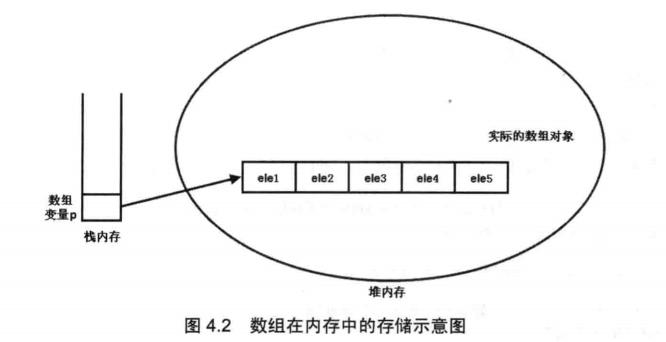 实际的数组对象
ele1 ele2 ele3 ele4 ele5
数组
变量p
栈内存
堆内存
图 4.2 数组在内存中的存储示意图